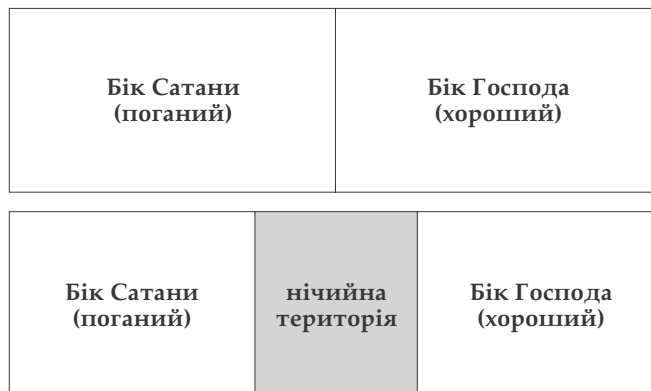 Бік Сатани
(поганий)
Бік Господа
(хороший)
Бік Сатани
(поганий)
нічийна
територія
Бік Господа
(хороший)